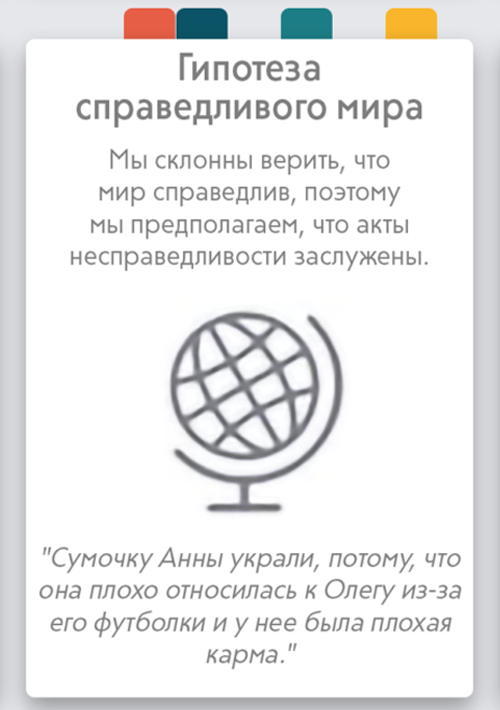 Гипотеза
справедливого мира
Мы склонны верить, что
мир справедлив, поэтому
мы предполагаем, что акты
несправедливости заслужены.
"Сумочку Анны украли, потому, что
она плохо относилась к Олегу из-за
его футболки и у нее была плохая
карма."